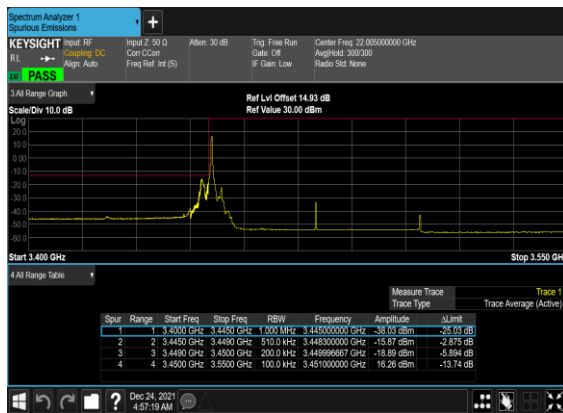 Spectrum Analyzer 1
Spurious Emissions
+
KEYSIGHT Input: RF Input Z: 50 Ω Atten: 30 dB Trig: Free Run Center Freq: 22.005000000 GHz
RL Coupling: DC Corr CCorr Gate: Off Avg|Hold: 300/300
Align: Auto Freq Ref: Int (S) IF Gain: Low Radio Std: None
PASS
3 All Range Graph
Ref Lvl Offset 14.93 dB
Scale/Div 10.0 dB Ref Value 30.00 dBm
Log
20.0
10.0
0.00
-10.0
-20.0
-30.0
-40.0
-50.0
-60.0
Start 3.400 GHz Stop 3.550 GH
4 All Range Table
Measure Trace Trace 1
Trace Type Trace Average (Active)
Spur Range Start Freq Stop Freq RBW Frequency Amplitude ΔLimit
1 1 3.4000 GHz 3.4450 GHz 1.000 MHz 3.445000000 GHz -38.03 dBm -25.03 dB
2 2 3.4450 GHz 3.4490 GHz 510.0 kHz 3.448300000 GHz -15.87 dBm -2.875 dB
3 3 3.4490 GHz 3.4500 GHz 200.0 kHz 3.449996667 GHz -18.89 dBm -5.894 dB
4 4 3.4500 GHz 3.5500 GHz 100.0 kHz 3.451000000 GHz 16.26 dBm -13.74 dB
?
Dec 24, 2021
4:57:19 AM